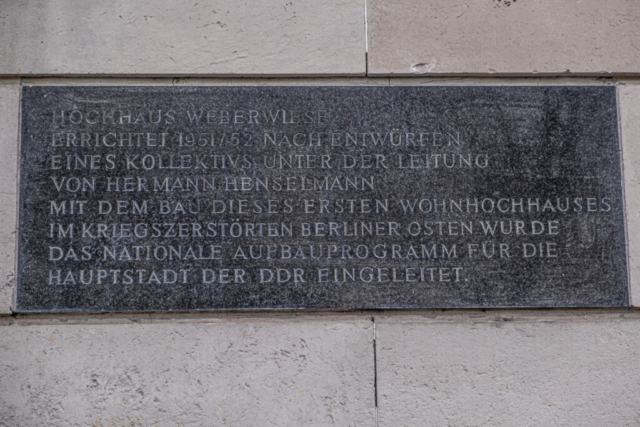 HOCHHAUS WEBERWIESE
ERRICHTET 1951/52 NACH ENTWÜRFEN
EINES KOLLEKTIVS UNTER DER LEITUNG
VON HERMANN HENSELMANN
MIT DEM BAU DIESES ERSTEN WOHNHOCHHAUSES
IM KRIEGSZERSTÖRTEN BERLINER OSTEN WURDE
DAS NATIONALE AUFBAUPROGRAMM FÜR DIE
HAUPTSTADT DER DDR EINGELEITET.